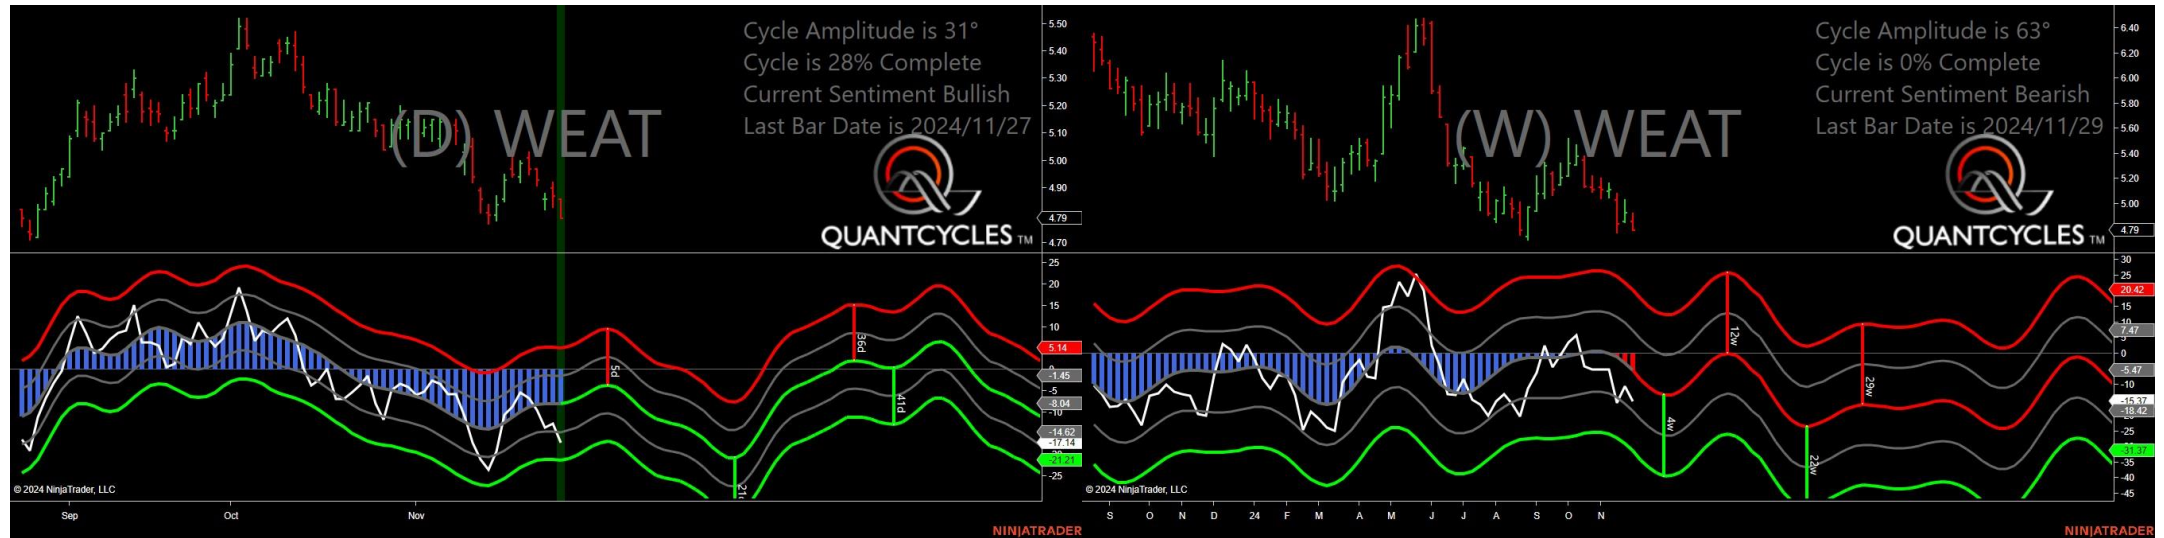 Cycle Amplitude is 31°
Cycle is 28% Complete
Current Sentiment Bullish
Last Bar Date is 2024/11/27
(D) WEAT
QUANTCYCLES TM
5.50
5.40
5.30
5.20
5.10
5.00
4.90
4.79
4.70
25
20
15
10
5.14
0
-1.45
-5
-8.04
-10
-14.62
-17.14
-20
-21.21
-25
5d
21d
36d
41d
© 2024 NinjaTrader, LLC
Sep
Oct
Nov
NINJATRADER
Cycle Amplitude is 63°
Cycle is 0% Complete
Current Sentiment Bearish
Last Bar Date is 2024/11/29
(W) WEAT
QUANTCYCLES TM
6.40
6.20
6.00
5.80
5.60
5.40
5.20
5.00
4.79
30
25
20.42
15
10
7.47
5
0
-5.47
-10
-15.37
-18.42
-25
-31.37
-35
-40
-45
4w
12w
22w
29w
© 2024 NinjaTrader, LLC
S
O
N
D
24
F
M
A
M
J
J
A
S
O
N
NINJATRADER